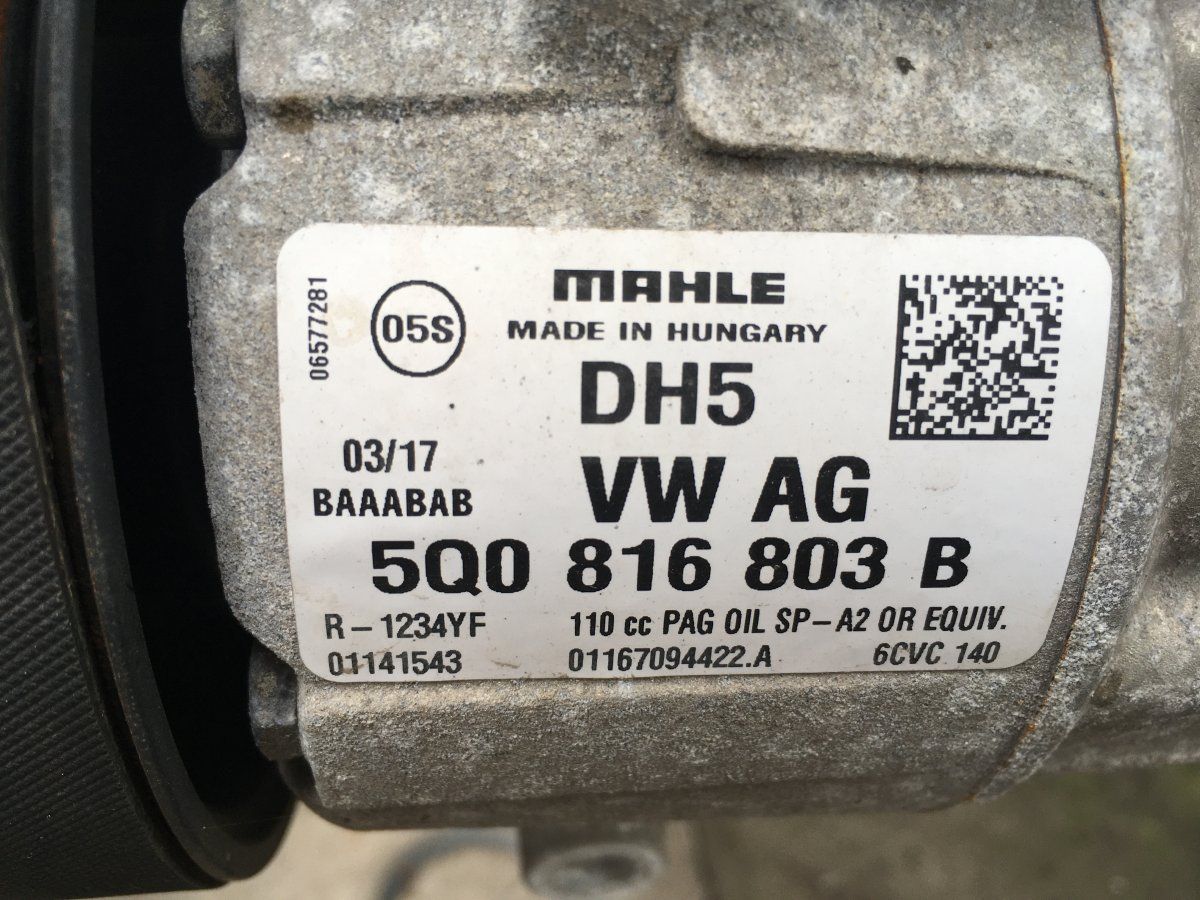 06577281
05S
MAHLE
MADE IN HUNGARY
DH5
03/17
BAAABAB
VW AG
5Q0 816 803 B
R-1234YF 110 cc PAG OIL SP-A2 OR EQUIV.
01141543 01167094422.A 6CVC 140